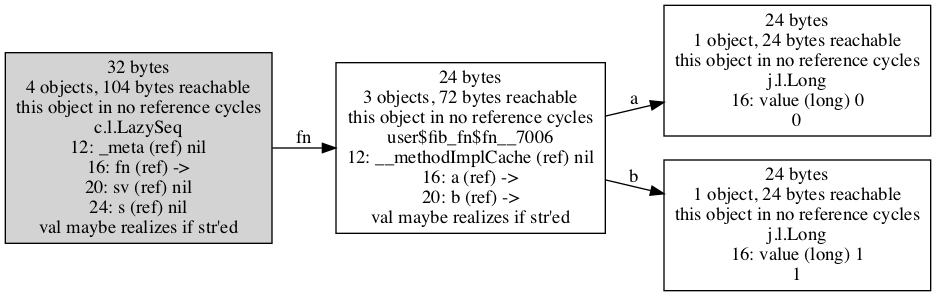 32 bytes
4 objects, 104 bytes reachable
this object in no reference cycles
c.l.LazySeq
12: _meta (ref) nil
16: fn (ref) ->
20: sv (ref) nil
24: s (ref) nil
val maybe realizes if str'ed
fn
24 bytes
3 objects, 72 bytes reachable
this object in no reference cycles
user$fib_fn$fn__7006
12: __methodImplCache (ref) nil
16: a (ref) ->
20: b (ref) ->
val maybe realizes if str'ed
a
24 bytes
1 object, 24 bytes reachable
this object in no reference cycles
j.l.Long
16: value (long) 0
0
b
24 bytes
1 object, 24 bytes reachable
this object in no reference cycles
j.l.Long
16: value (long) 1
1